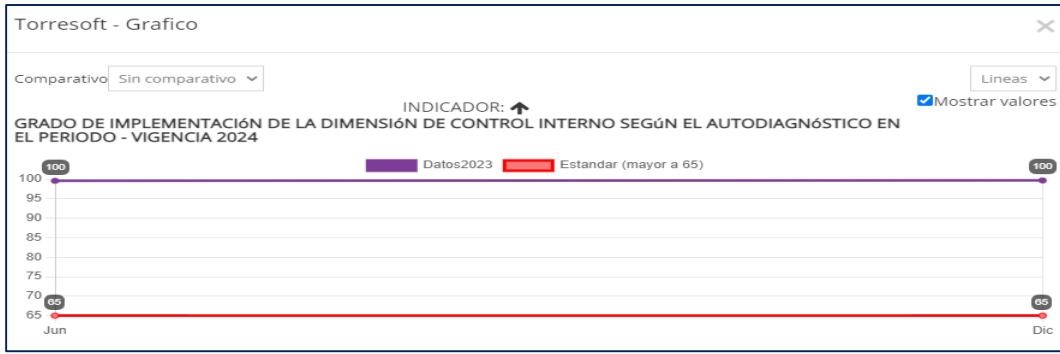 Torresoft - Grafico
Comparativo Sin comparativo Lineas
Mostrar valores
INDICADOR:
GRADO DE IMPLEMENTACIóN DE LA DIMENSIóN DE CONTROL INTERNO SEGúN EL AUTODIAGNóSTICO EN
EL PERIODO - VIGENCIA 2024
Datos2023 Estandar (mayor a 65)
100 100
100
95
90
85
80
75
70
65 65
65
Jun Dic